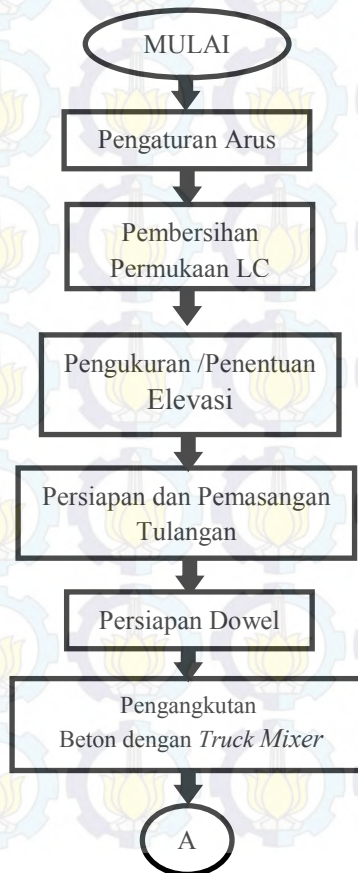 MULAI
Pengaturan Arus
Pembersihan
Permukaan LC
Pengukuran /Penentuan
Elevasi
Persiapan dan Pemasangan
Tulangan
Persiapan Dowel
Pengangkutan
Beton dengan Truck Mixer
A